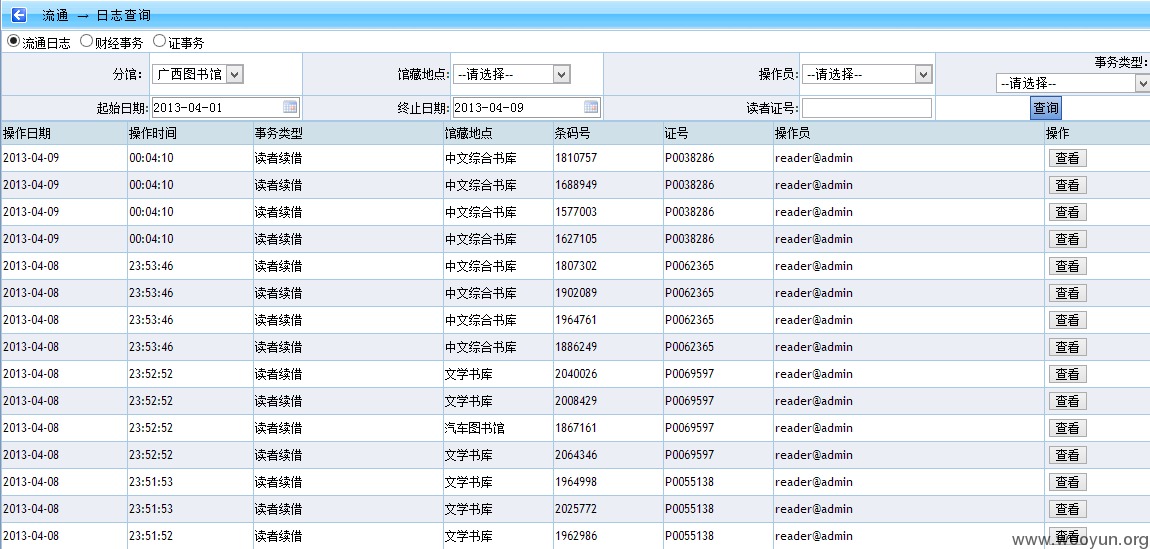 流通 → 日志查询
流通日志 财经事务 证事务
分馆: 广西图书馆 馆藏地点: --请选择-- 操作员: --请选择-- 事务类型: --请选择--
起始日期: 2013-04-01 终止日期: 2013-04-09 读者证号: 查询
操作日期 操作时间 事务类型 馆藏地点 条码号 证号 操作员 操作
2013-04-09 00:04:10 读者续借 中文综合书库 1810757 P0038286 reader@admin 查看
2013-04-09 00:04:10 读者续借 中文综合书库 1688949 P0038286 reader@admin 查看
2013-04-09 00:04:10 读者续借 中文综合书库 1577003 P0038286 reader@admin 查看
2013-04-09 00:04:10 读者续借 中文综合书库 1627105 P0038286 reader@admin 查看
2013-04-08 23:53:46 读者续借 中文综合书库 1807302 P0062365 reader@admin 查看
2013-04-08 23:53:46 读者续借 中文综合书库 1902089 P0062365 reader@admin 查看
2013-04-08 23:53:46 读者续借 中文综合书库 1964761 P0062365 reader@admin 查看
2013-04-08 23:53:46 读者续借 中文综合书库 1886249 P0062365 reader@admin 查看
2013-04-08 23:52:52 读者续借 文学书库 2040026 P0069597 reader@admin 查看
2013-04-08 23:52:52 读者续借 文学书库 2008429 P0069597 reader@admin 查看
2013-04-08 23:52:52 读者续借 汽车图书馆 1867161 P0069597 reader@admin 查看
2013-04-08 23:52:52 读者续借 文学书库 2064346 P0069597 reader@admin 查看
2013-04-08 23:51:53 读者续借 文学书库 1964998 P0055138 reader@admin 查看
2013-04-08 23:51:53 读者续借 文学书库 2025772 P0055138 reader@admin 查看
2013-04-08 23:51:52 读者续借 文学书库 1962986 P0055138 reader@admin 查看
www.wooyun.org